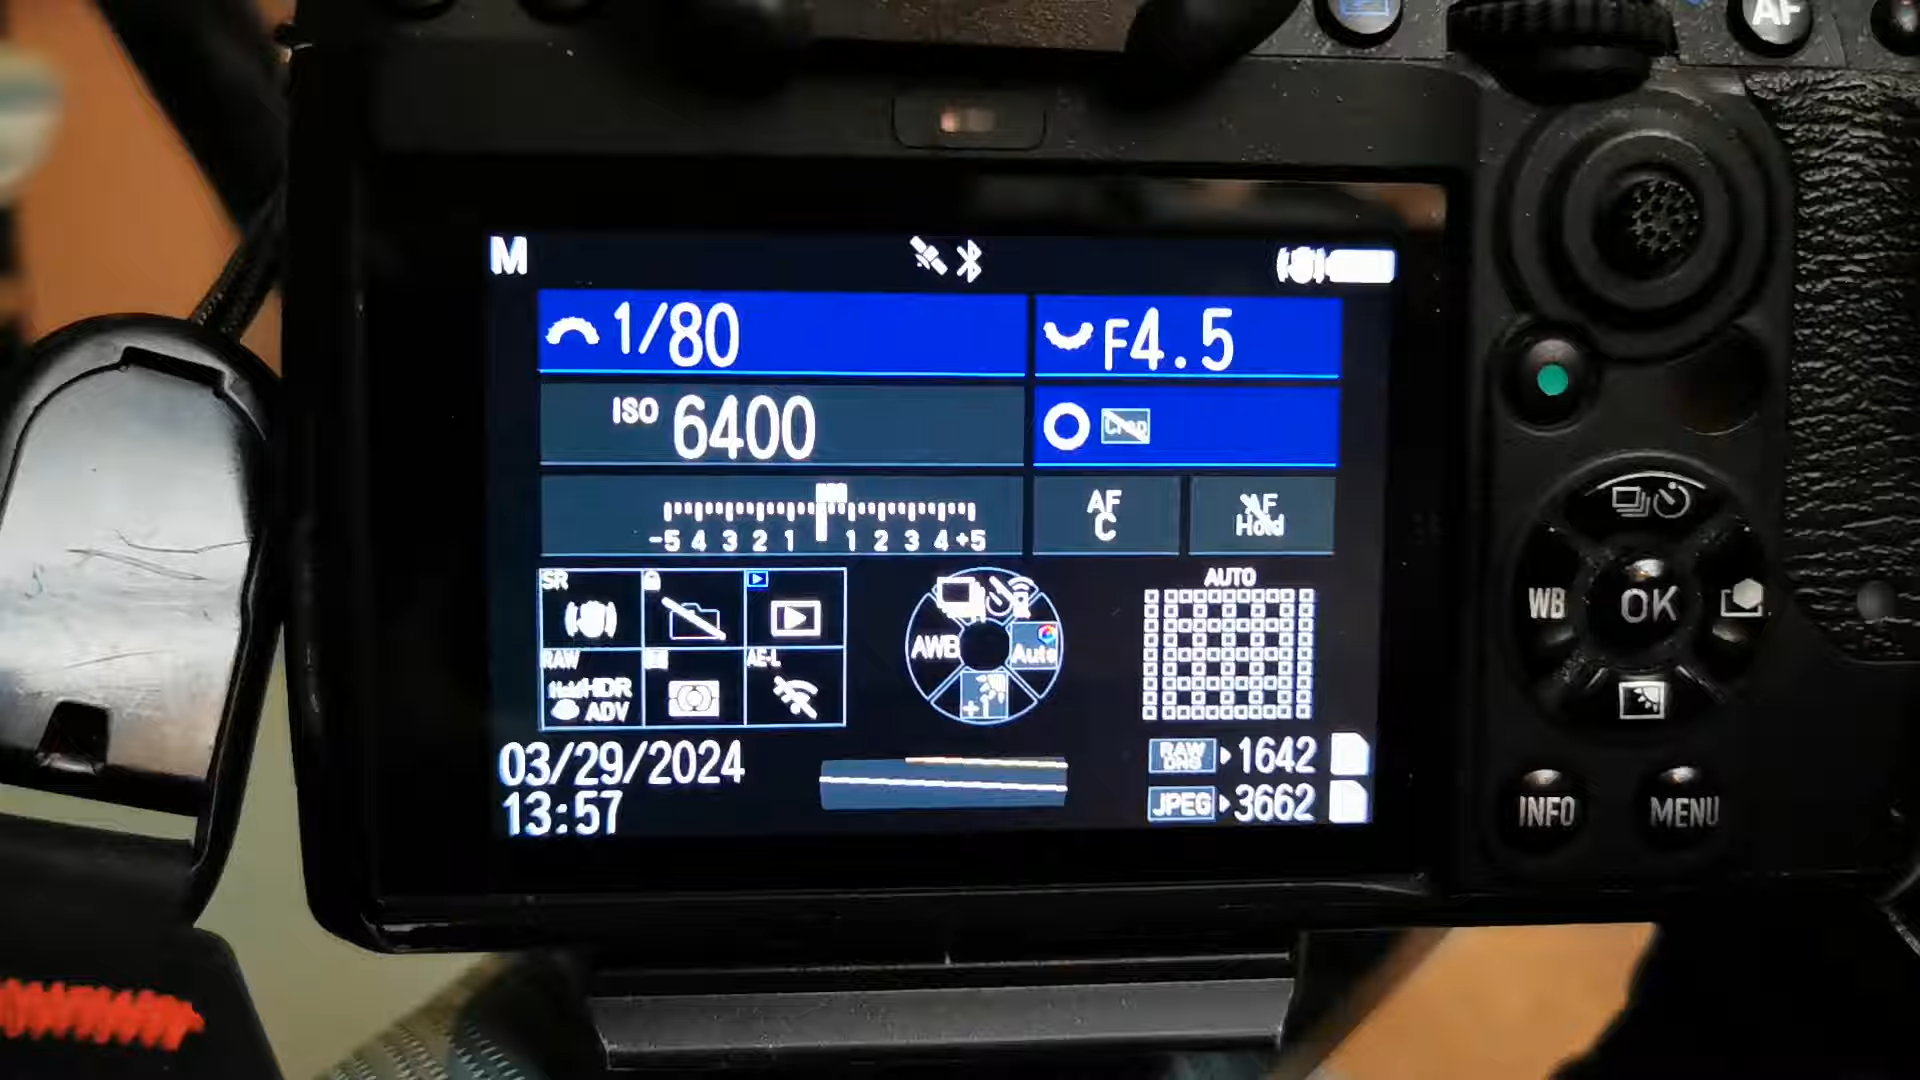 AF
M
1/80 F4.5
ISO 6400 Crop
-5 4 3 2 1 1 2 3 4 +5
AF C
AF Hold
SR
RAW AE-L
HDR
ADV
AWB Auto
+1
AUTO
03/29/2024
13:57
RAW DNG 1642
JPEG 3662
WB OK
INFO MENU